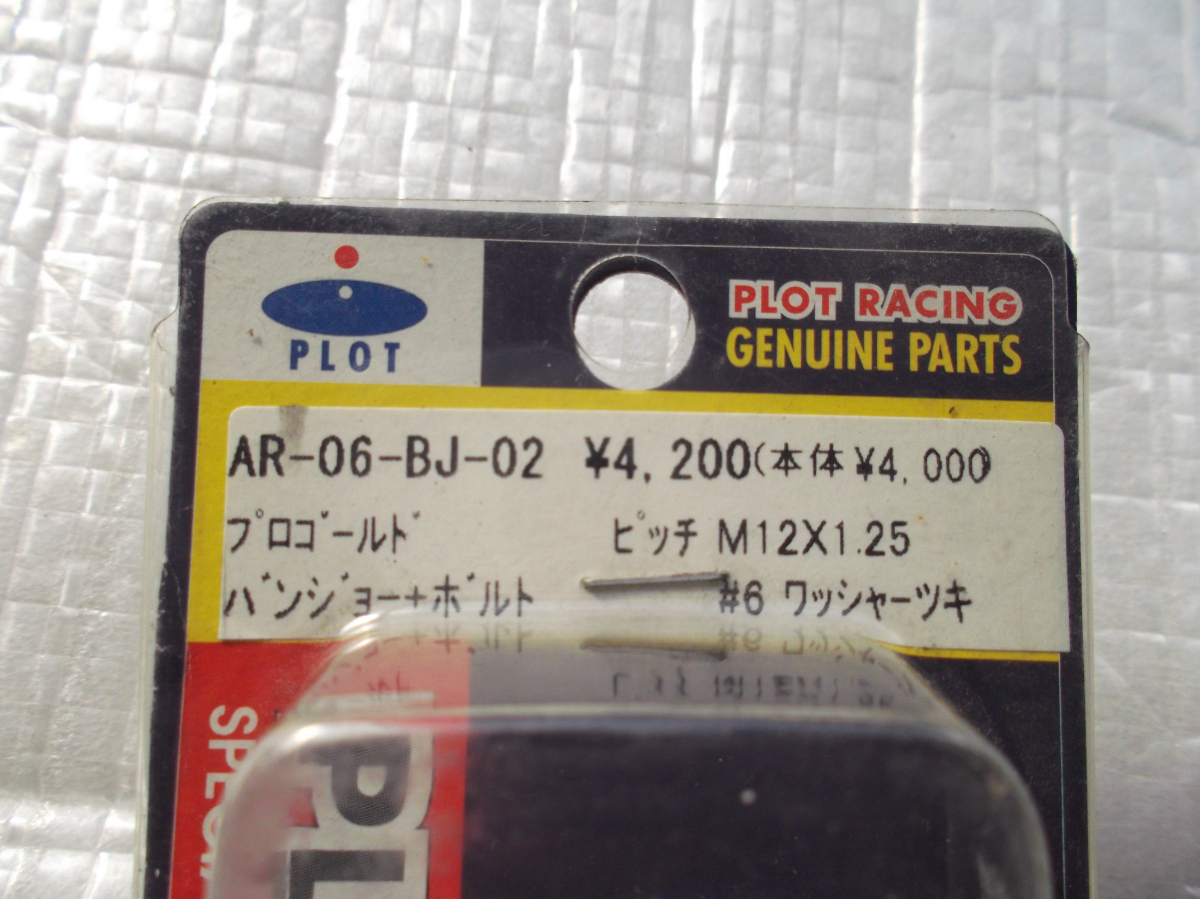 PLOT
PLOT RACING
GENUINE PARTS
AR-06-BJ-02 ¥4,200(本体¥4,000)
プロゴールド ピッチ M12X1.25
バンジョー+ボルト #6 ワッシャーツキ